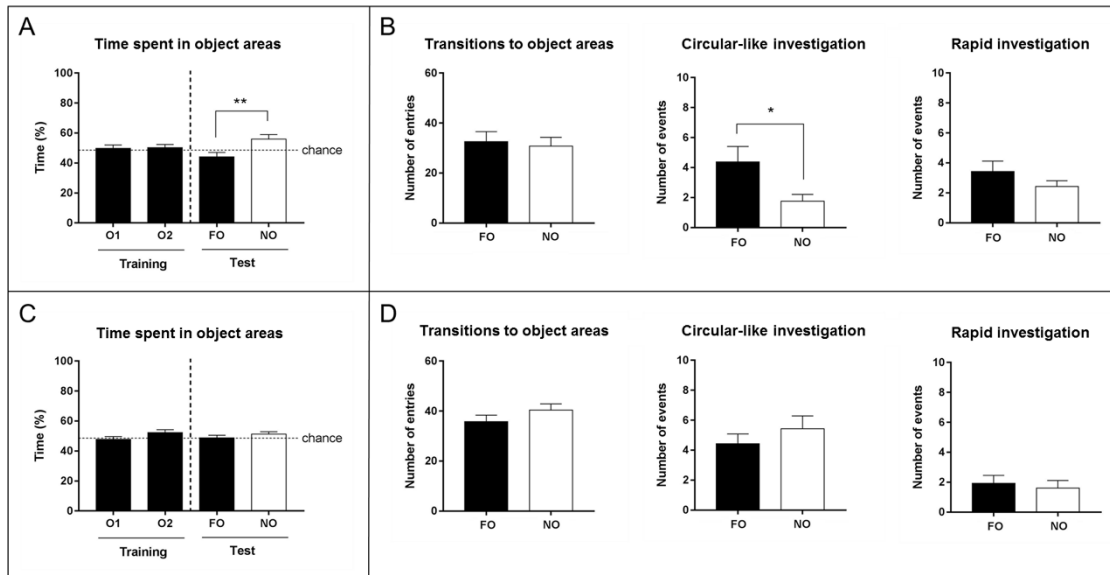 A
Time spent in object areas
Time (%)
100
80
60
40
20
0
**
chance
O1 O2 FO NO
Training Test
B
Transitions to object areas
Number of entries
60
40
20
0
FO NO
Circular-like investigation
Number of events
10
8
6
4
2
0
*
FO NO
Rapid investigation
Number of events
10
8
6
4
2
0
FO NO
C
Time spent in object areas
Time (%)
100
80
60
40
20
0
chance
O1 O2 FO NO
Training Test
D
Transitions to object areas
Number of entries
60
40
20
0
FO NO
Circular-like investigation
Number of events
10
8
6
4
2
0
FO NO
Rapid investigation
Number of events
10
8
6
4
2
0
FO NO